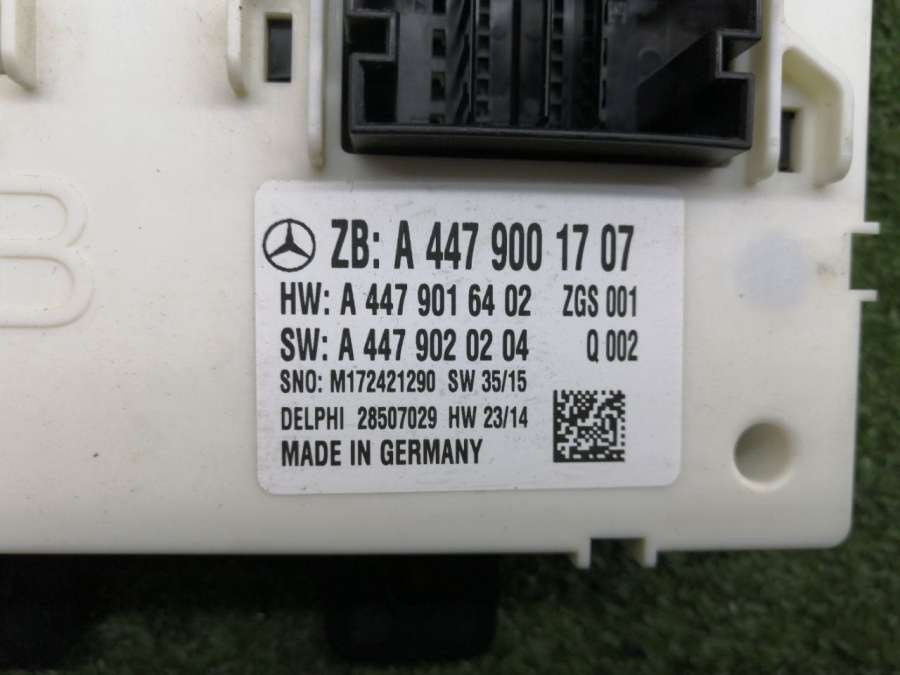 ZB: A 447 900 17 07
HW: A 447 901 64 02 ZGS 001
SW: A 447 902 02 04 Q 002
SNO: M172421290 SW 35/15
DELPHI 28507029 HW 23/14
MADE IN GERMANY
B